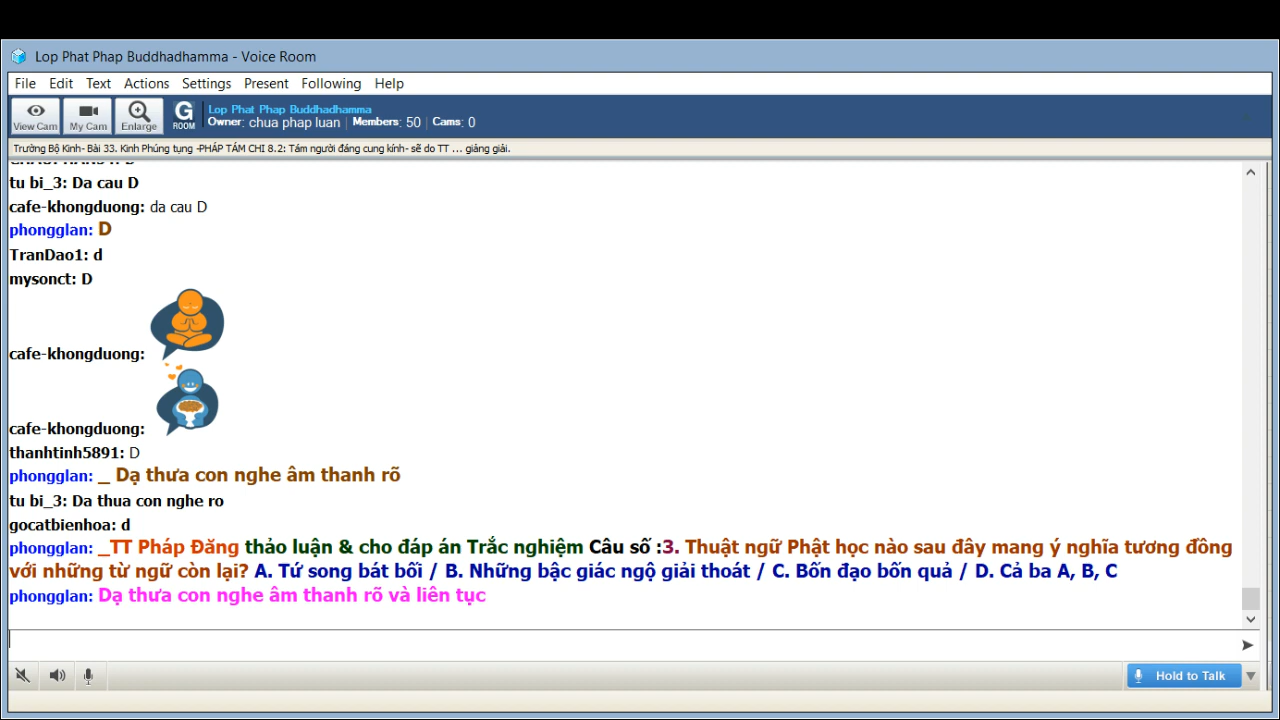 Lop Phat Phap Buddhadhamma - Voice Room
File Edit Text Actions Settings Present Following Help
View Cam My Cam Enlarge G ROOM Lop Phat Phap Buddhadhamma
Owner: chua phap luan | Members: 50 | Cams: 0
Trường Bộ Kinh- Bài 33. Kinh Phúng tụng -PHÁP TÁM CHI 8.2: Tám người đáng cung kính- sẽ do TT ... giảng giải.
tu bi_3: Da cau D
cafe-khongduong: da cau D
phongglan: D
TranDao1: d
mysonct: D
cafe-khongduong:
cafe-khongduong:
thanhtinh5891: D
phongglan: _ Dạ thưa con nghe âm thanh rõ
tu bi_3: Da thua con nghe ro
gocatbienhoa: d
phongglan: _TT Pháp Đăng thảo luận & cho đáp án Trắc nghiệm Câu số :3. Thuật ngữ Phật học nào sau đây mang ý nghĩa tương đồng
với những từ ngữ còn lại? A. Tứ song bát bối / B. Những bậc giác ngộ giải thoát / C. Bốn đạo bốn quả / D. Cả ba A, B, C
phongglan: Dạ thưa con nghe âm thanh rõ và liên tục
Hold to Talk